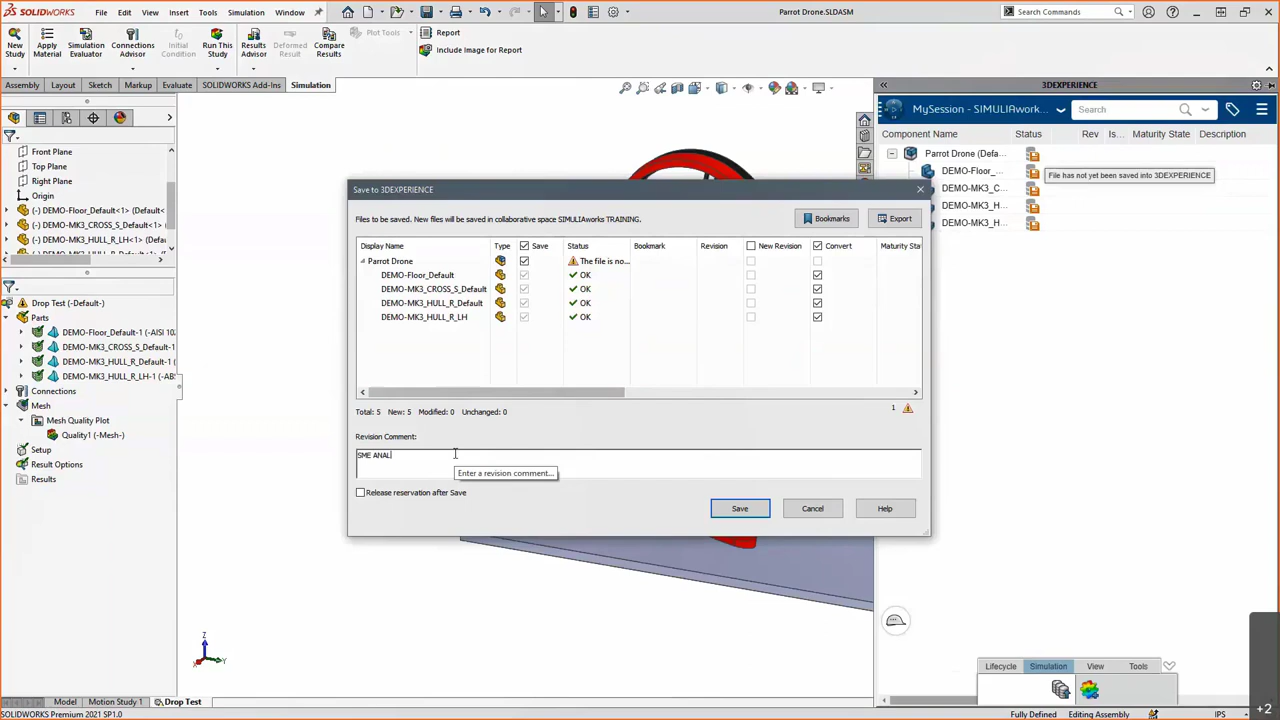 SOLIDWORKS File Edit View Insert Tools Simulation Window Parrot Drone.SLDASM Search Commands
New Study Apply Material Simulation Evaluator Connections Advisor Initial Condition Run This Study Results Advisor Deformed Result Compare Results Plot Tools Report
Include Image for Report
Assembly Layout Sketch Markup Evaluate SOLIDWORKS Add-Ins Simulation
3DEXPERIENCE
MySession - SIMULIAwork... Search
Component Name Status Rev Is... Maturity State Description
Front Plane
Top Plane
Right Plane
Origin
(-) DEMO-Floor_Default<1> (Default<
(-) DEMO-MK3_CROSS_S_Default<1>
(-) DEMO-MK3_HULL_R_LH<1> (Defau
Drop Test (-Default-)
Parts
DEMO-Floor_Default-1 (-AISI 10
DEMO-MK3_CROSS_S_Default-1
DEMO-MK3_HULL_R_Default-1
DEMO-MK3_HULL_R_LH-1 (-ABS
Connections
Mesh
Mesh Quality Plot
Quality1 (-Mesh-)
Setup
Result Options
Results
Save to 3DEXPERIENCE
Files to be saved. New files will be saved in collaborative space SIMULIAworks TRAINING.
Bookmarks Export
Display Name Type Save Status Bookmark Revision New Revision Convert Maturity Sta
Parrot Drone The file is no...
DEMO-Floor_Default OK
DEMO-MK3_CROSS_S_Default OK
DEMO-MK3_HULL_R_Default OK
DEMO-MK3_HULL_R_LH OK
Total: 5 New: 5 Modified: 0 Unchanged: 0 1
Revision Comment:
SME ANAL
Enter a revision comment...
Release reservation after Save
Save Cancel Help
Parrot Drone (Defa...
DEMO-Floor_...
File has not yet been saved into 3DEXPERIENCE
DEMO-MK3_C...
DEMO-MK3_H...
DEMO-MK3_H...
Z
X Y
Lifecycle Simulation View Tools
Model Motion Study 1 Drop Test
SOLIDWORKS Premium 2021 SP1.0 Fully Defined Editing Assembly IPS
+2